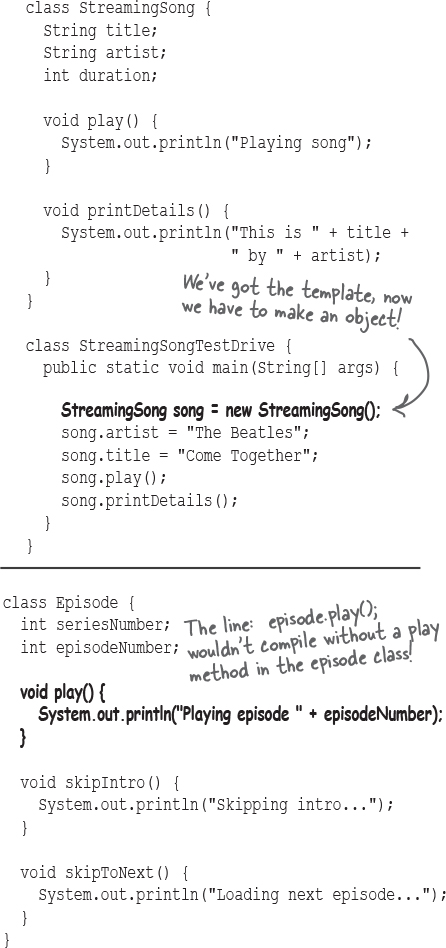 class StreamingSong {
String title;
String artist;
int duration;
void play() {
System.out.println("Playing song");
}
void printDetails() {
System.out.println("This is " + title +
" by " + artist);
}
}
We've got the template, now
we have to make an object!
class StreamingSongTestDrive {
public static void main(String[] args) {
StreamingSong song = new StreamingSong();
song.artist = "The Beatles";
song.title = "Come Together";
song.play();
song.printDetails();
}
}
class Episode {
int seriesNumber;
int episodeNumber;
The line: episode.play();
wouldn't compile without a play
method in the episode class!
void play() {
System.out.println("Playing episode " + episodeNumber);
}
void skipIntro() {
System.out.println("Skipping intro...");
}
void skipToNext() {
System.out.println("Loading next episode...");
}
}